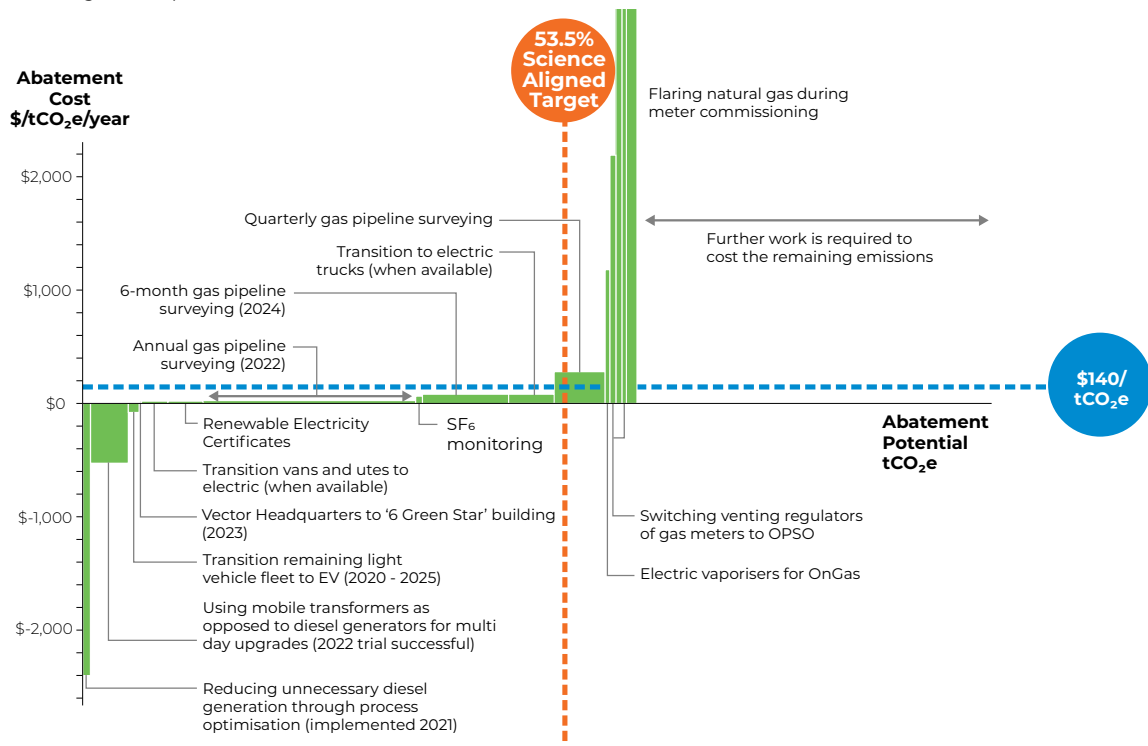 53.5%
Science
Aligned
Target
Abatement
Cost
$/tCO₂e/year
Flaring natural gas during
meter commissioning
$2,000
Quarterly gas pipeline surveying
Transition to electric
trucks (when available)
Further work is required to
cost the remaining emissions
$1,000
6-month gas pipeline
surveying (2024)
Annual gas pipeline
surveying (2022)
$140/
tCO₂e
$0
Renewable Electricity
Certificates
SF₆
monitoring
Abatement
Potential
tCO₂e
Transition vans and utes to
electric (when available)
$-1,000
Vector Headquarters to ‘6 Green Star’ building
(2023)
Switching venting regulators
of gas meters to OPSO
Transition remaining light
vehicle fleet to EV (2020 - 2025)
Electric vaporisers for OnGas
$-2,000
Using mobile transformers as
opposed to diesel generators for multi
day upgrades (2022 trial successful)
Reducing unnecessary diesel
generation through process
optimisation (implemented 2021)